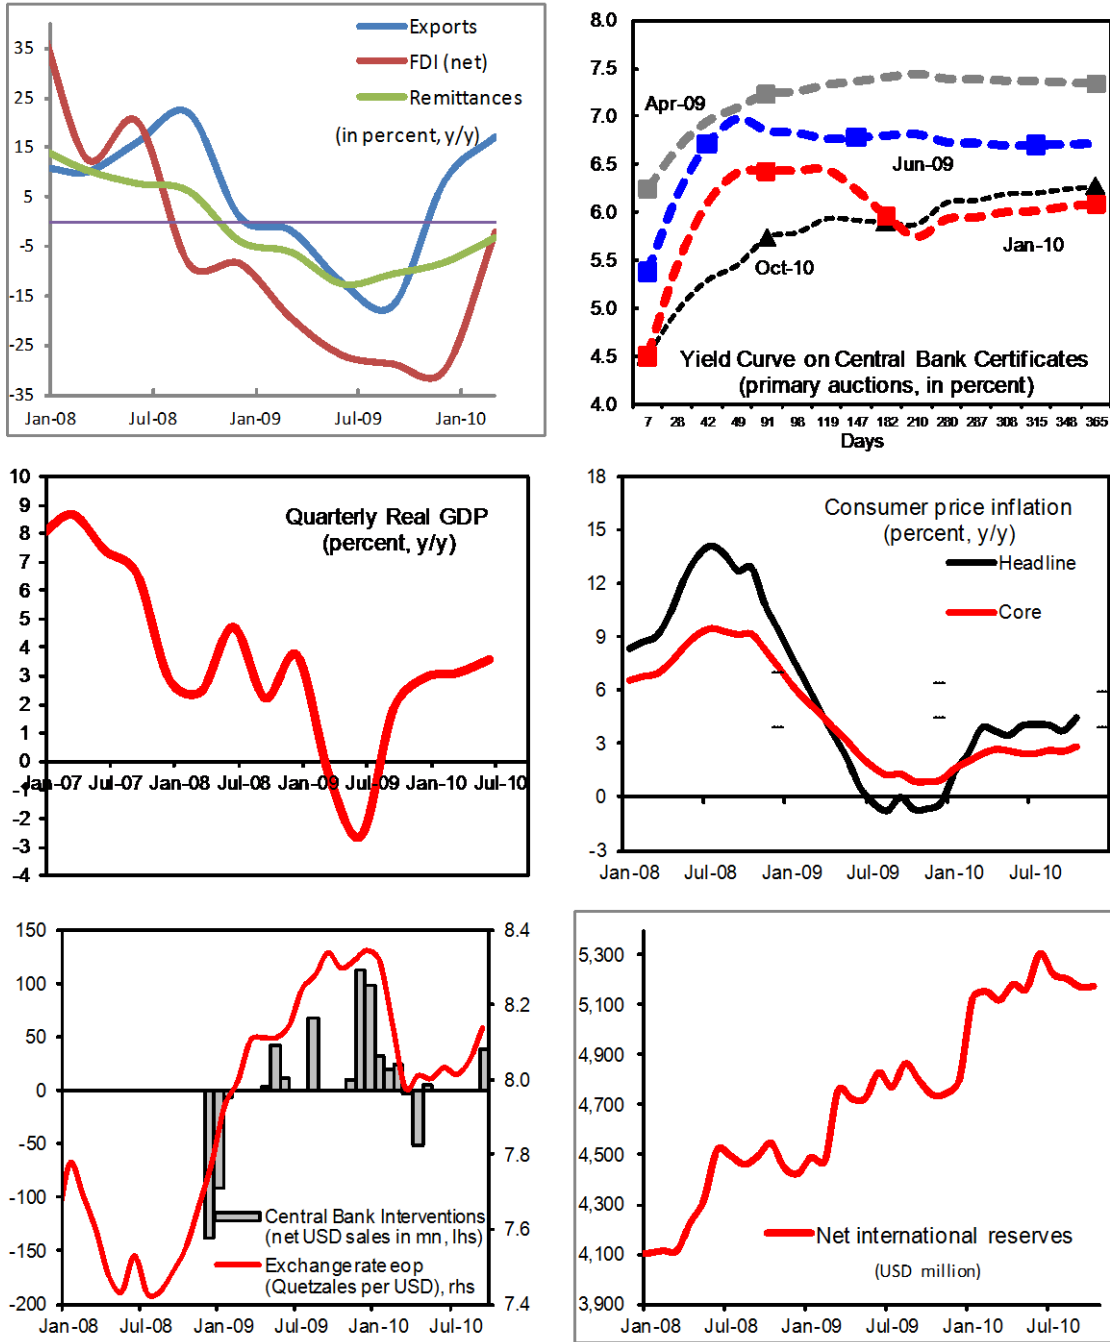 35
25
15
5
-5
-15
-25
-35
Exports
FDI (net)
Remittances
(in percent, y/y)
Jan-08
Jul-08
Jan-09
Jul-09
Jan-10
8.0
7.5
7.0
6.5
6.0
5.5
5.0
4.5
4.0
Apr-09
Jun-09
Oct-10
Jan-10
Yield Curve on Central Bank Certificates
(primary auctions, in percent)
7 28 42 49 91 98 119 147 182 210 280 287 308 315 348 365
Days
10
9
8
7
6
5
4
3
2
1
0
-1
-2
-3
-4
Quarterly Real GDP
(percent, y/y)
Jan-07
Jul-07
Jan-08
Jul-08
Jan-09
Jul-09
Jan-10
Jul-10
18
15
12
9
6
3
0
-3
Consumer price inflation
(percent, y/y)
Headline
Core
Jan-08
Jul-08
Jan-09
Jul-09
Jan-10
Jul-10
150
100
50
0
-50
-100
-150
-200
8.4
8.2
8.0
7.8
7.6
7.4
Central Bank Interventions
(net USD sales in mn, lhs)
Exchange rate eop
(Quetzales per USD), rhs
Jan-08
Jul-08
Jan-09
Jul-09
Jan-10
Jul-10
5,300
5,100
4,900
4,700
4,500
4,300
4,100
3,900
Net international reserves
(USD million)
Jan-08
Jul-08
Jan-09
Jul-09
Jan-10
Jul-10